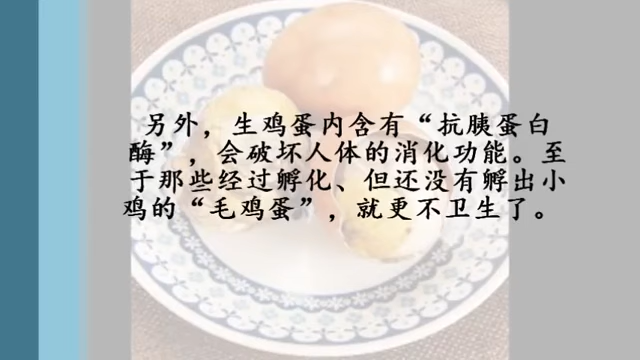 另外，生鸡蛋内含有“抗胰蛋白
酶”，会破坏人体的消化功能。至
于那些经过孵化、但还没有孵出小
鸡的“毛鸡蛋”，就更不卫生了。